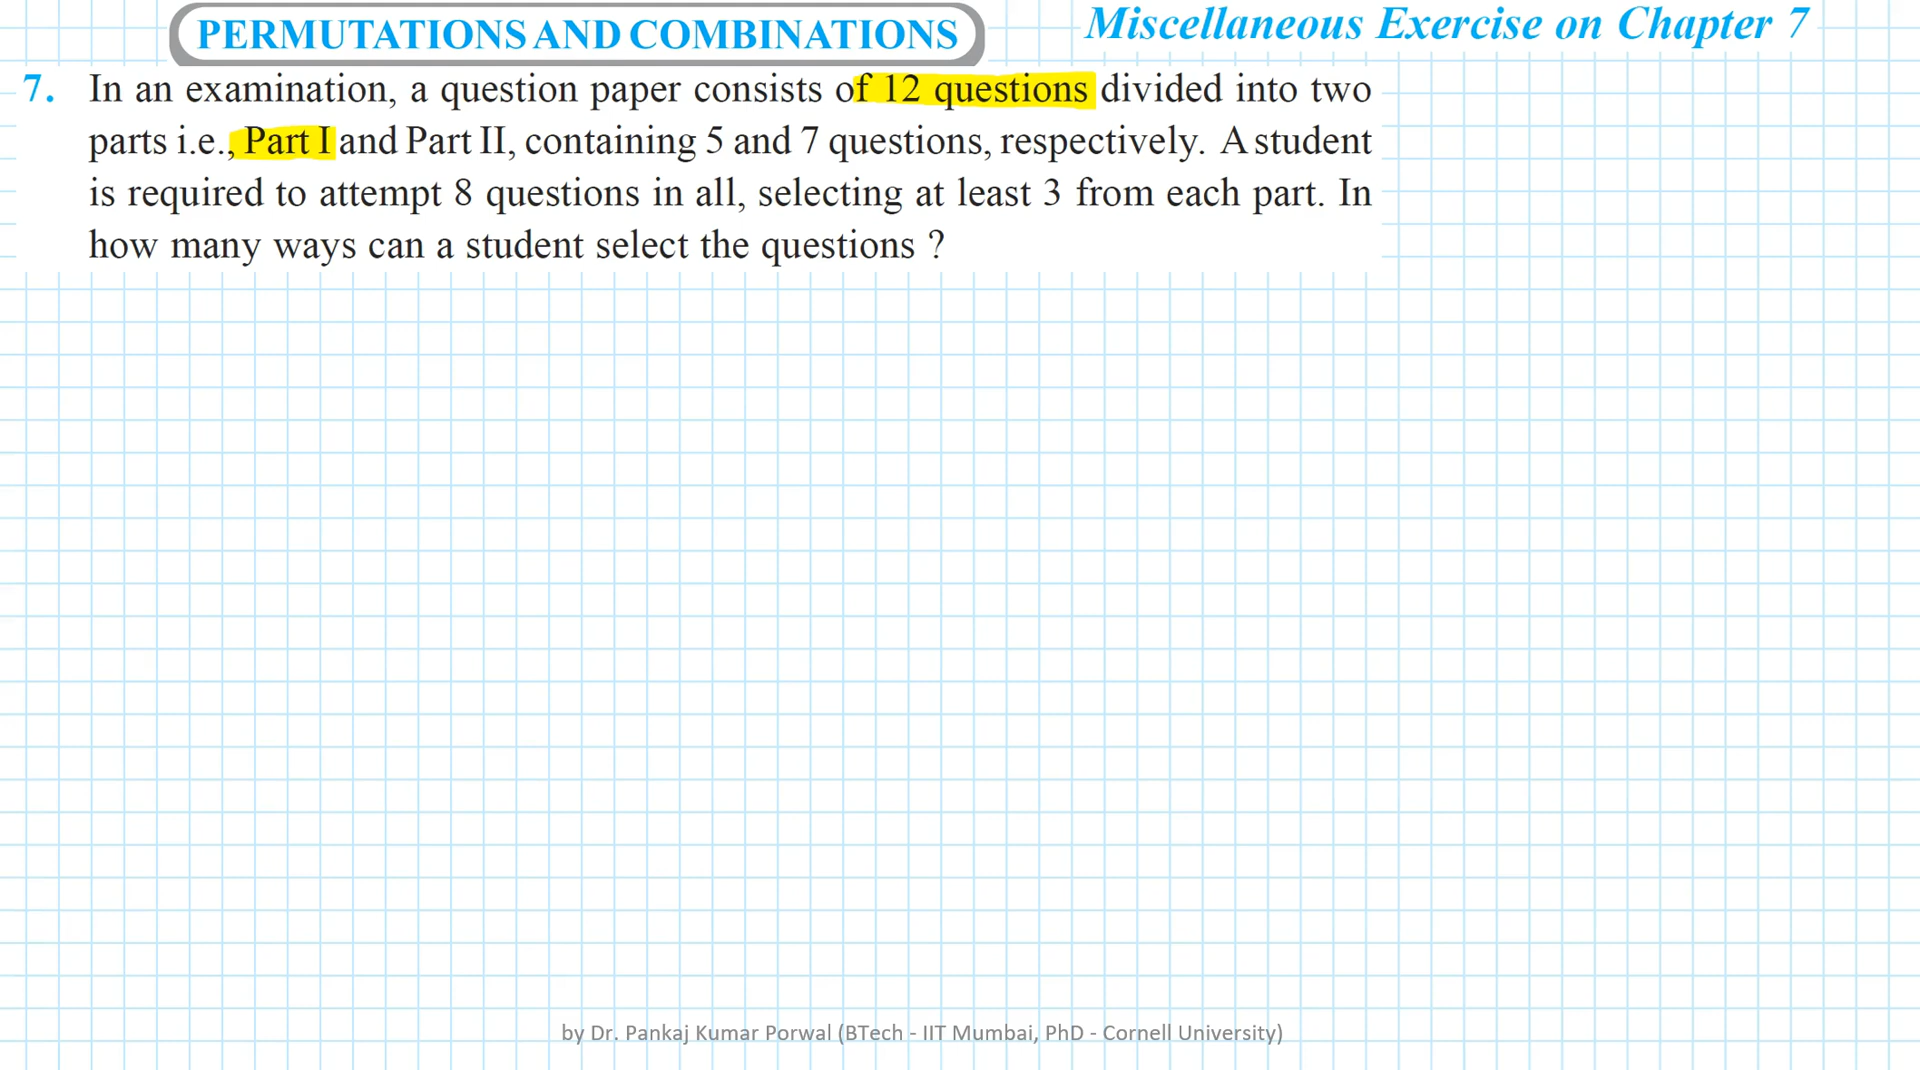 PERMUTATIONS AND COMBINATIONS
Miscellaneous Exercise on Chapter 7
7. In an examination, a question paper consists of 12 questions divided into two
parts i.e., Part I and Part II, containing 5 and 7 questions, respectively. A student
is required to attempt 8 questions in all, selecting at least 3 from each part. In
how many ways can a student select the questions ?
by Dr. Pankaj Kumar Porwal (BTech - IIT Mumbai, PhD - Cornell University)